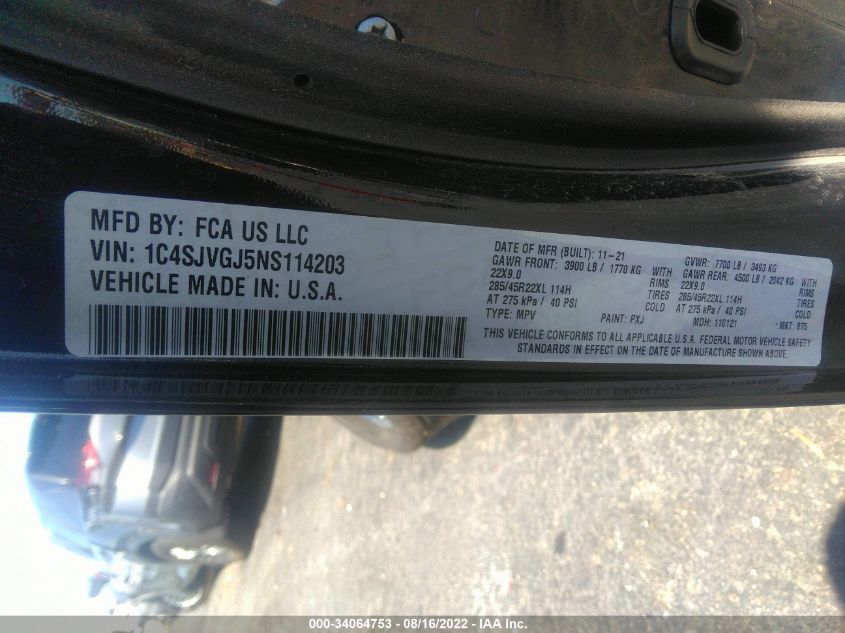 MFD BY: FCA US LLC
VIN: 1C4SJVGJ5NS114203
VEHICLE MADE IN: U.S.A.
DATE OF MFR (BUILT): 11-21 GVWR: 7700 LB / 3493 KG
GAWR FRONT: 3900 LB / 1770 KG WITH GAWR REAR: 4500 LB / 2042 KG WITH
22X9.0 RIMS 22X9.0 RIMS
285/45R22XL 114H TIRES 285/45R22XL 114H TIRES
AT 275 kPa / 40 PSI COLD AT 275 kPa / 40 PSI COLD
TYPE: MPV PAINT: PXJ MDH: 110121 MKT: 875
THIS VEHICLE CONFORMS TO ALL APPLICABLE U.S.A. FEDERAL MOTOR VEHICLE SAFETY
STANDARDS IN EFFECT ON THE DATE OF MANUFACTURE SHOWN ABOVE.
000-34064753 - 08/16/2022 - IAA Inc.